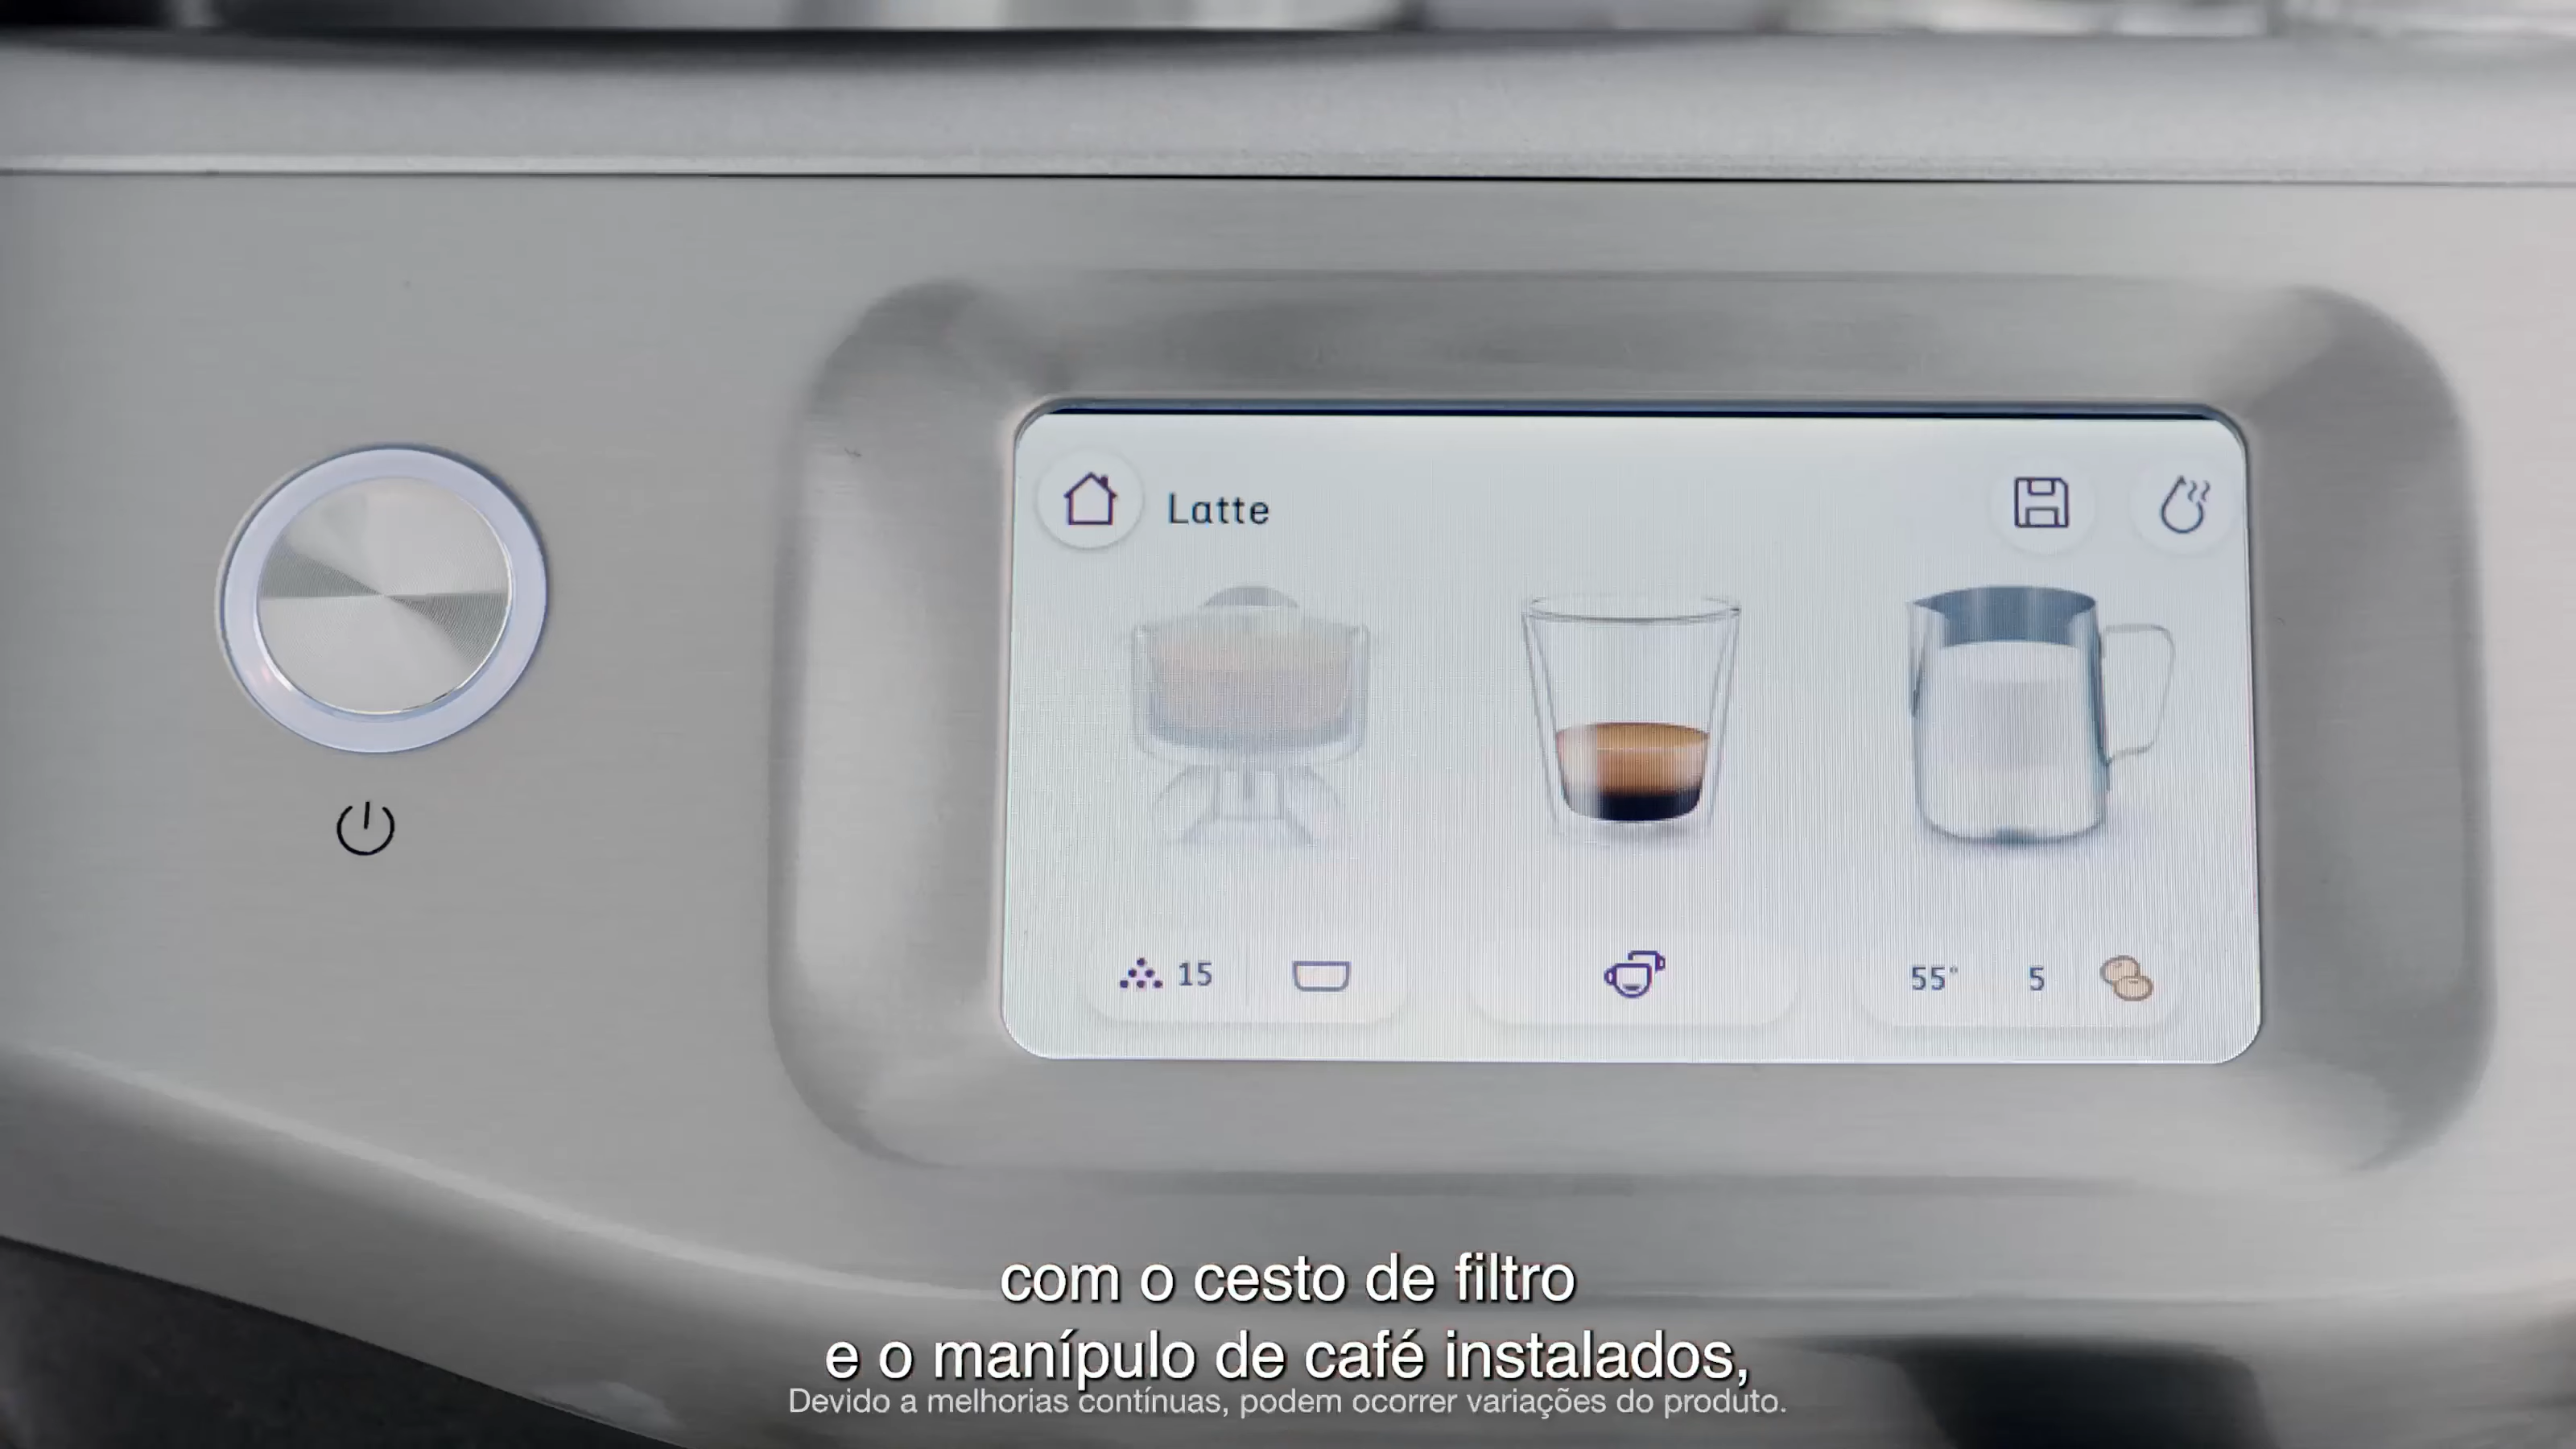 Latte
15
55° 5
com o cesto de filtro
e o manípulo de café instalados,
Devido a melhorias contínuas, podem ocorrer variações do produto.